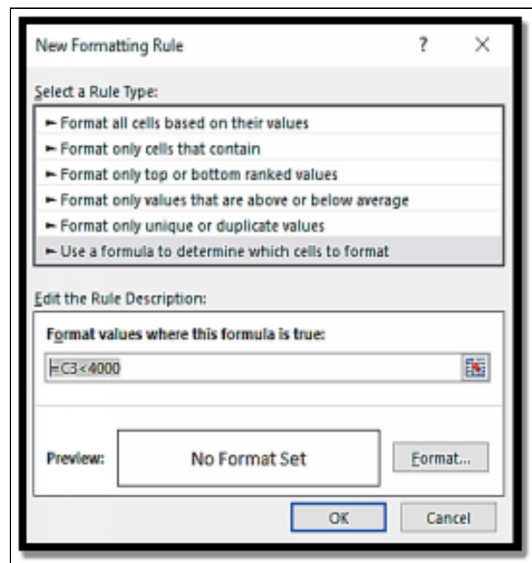 New Formatting Rule ? ×
Select a Rule Type:
► Format all cells based on their values
► Format only cells that contain
► Format only top or bottom ranked values
► Format only values that are above or below average
► Format only unique or duplicate values
► Use a formula to determine which cells to format
Edit the Rule Description:
Format values where this formula is true:
=C3<4000
Preview: No Format Set Format...
OK Cancel